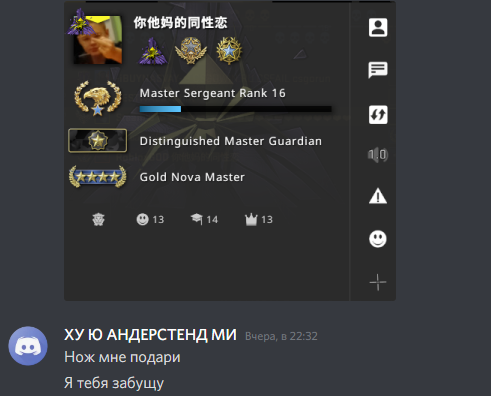 你他妈的同性恋
Master Sergeant Rank 16
Distinguished Master Guardian
Gold Nova Master
13 14 13
ХУ Ю АНДЕРСТЕНД МИ Вчера, в 22:32
Нож мне подари
Я тебя забущу